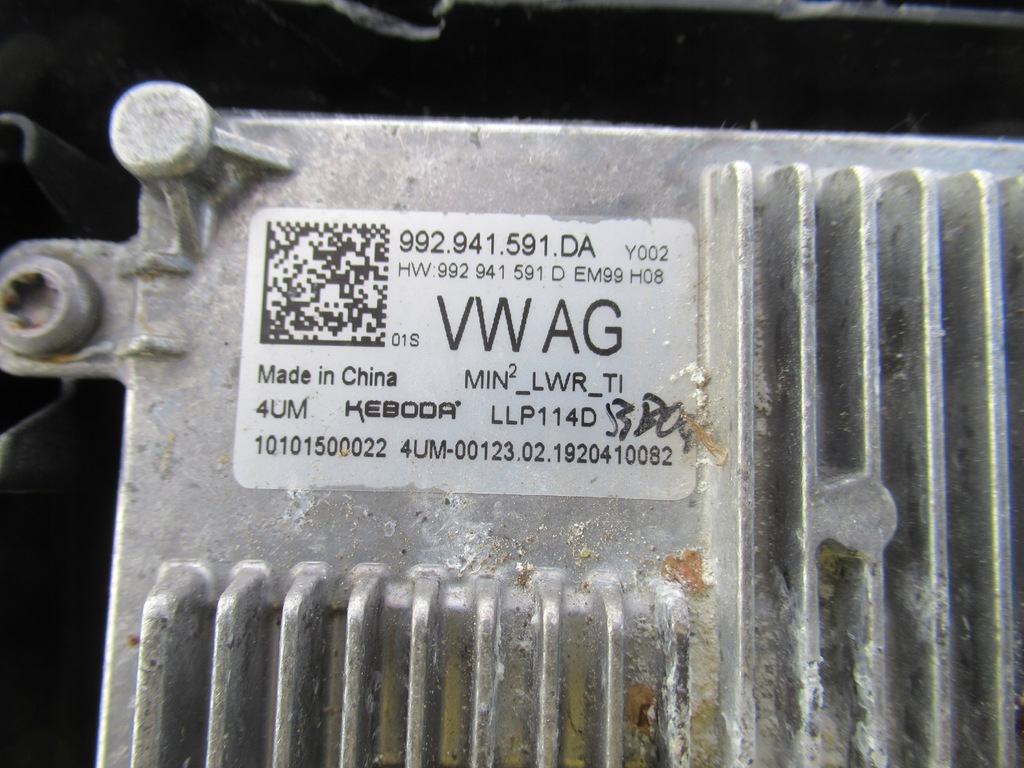 992.941.591.DA Y002
HW:992 941 591 D EM99 H08
01S VW AG
Made in China MIN²_LWR_TI
4UM KEBODA LLP114D
10101500022 4UM-00123.02.1920410082